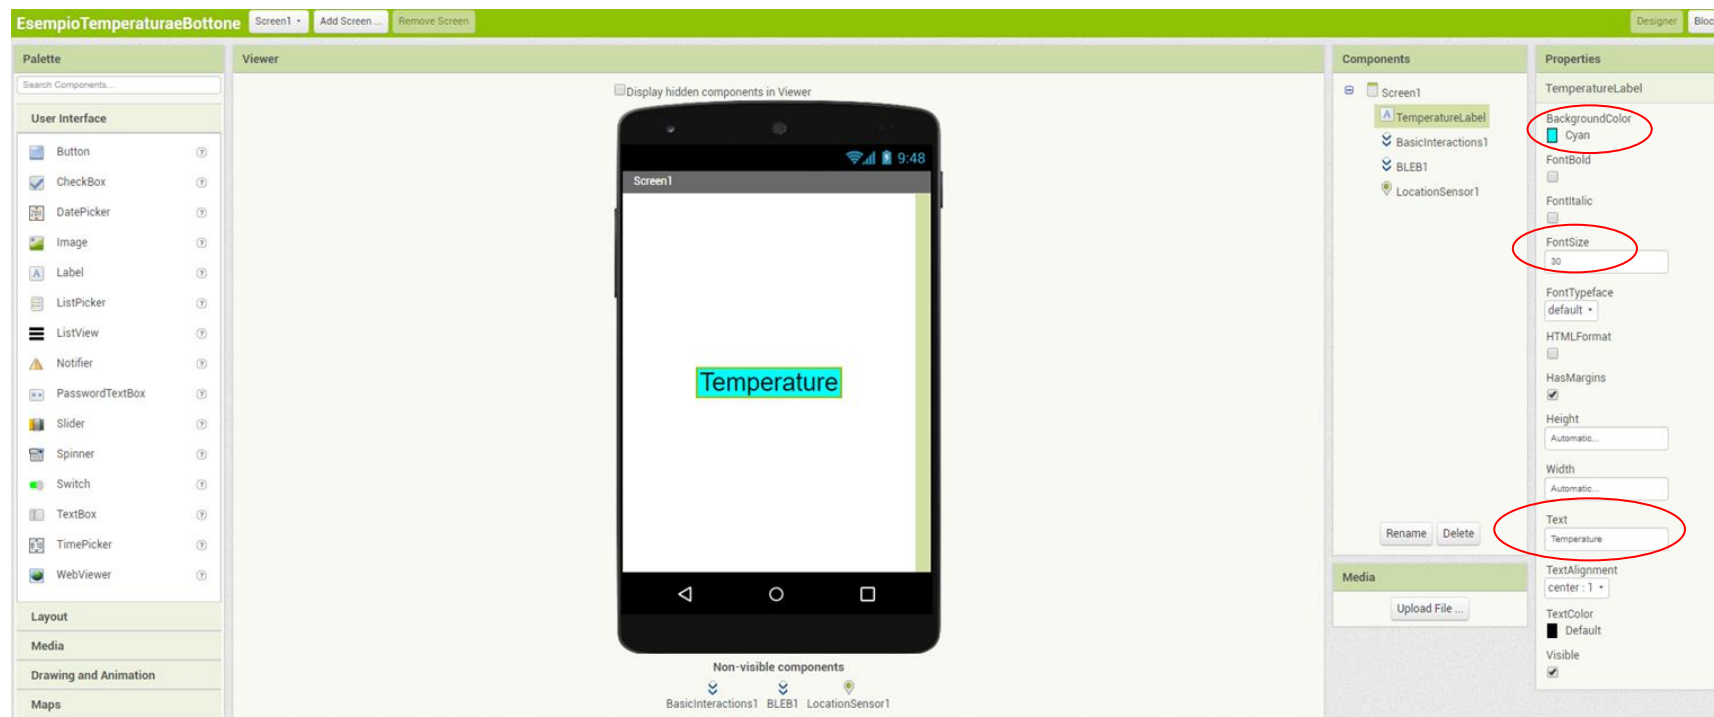 EsempioTemperaturaeBottone Screen1 Add Screen ... Remove Screen Designer Bloc
Palette
Search Components...
User Interface
Button
CheckBox
DatePicker
Image
Label
ListPicker
ListView
Notifier
PasswordTextBox
Slider
Spinner
Switch
TextBox
TimePicker
WebViewer
Layout
Media
Drawing and Animation
Maps
Viewer
Display hidden components in Viewer
9:48
Screen1
Temperature
Non-visible components
BasicInteractions1 BLEB1 LocationSensor1
Components
Screen1
TemperatureLabel
BasicInteractions1
BLEB1
LocationSensor1
Rename Delete
Media
Upload File ...
Properties
TemperatureLabel
BackgroundColor
Cyan
FontBold
FontItalic
FontSize
30
FontTypeface
default
HTMLFormat
HasMargins
Height
Automatic...
Width
Automatic...
Text
Temperature
TextAlignment
center : 1
TextColor
Default
Visible